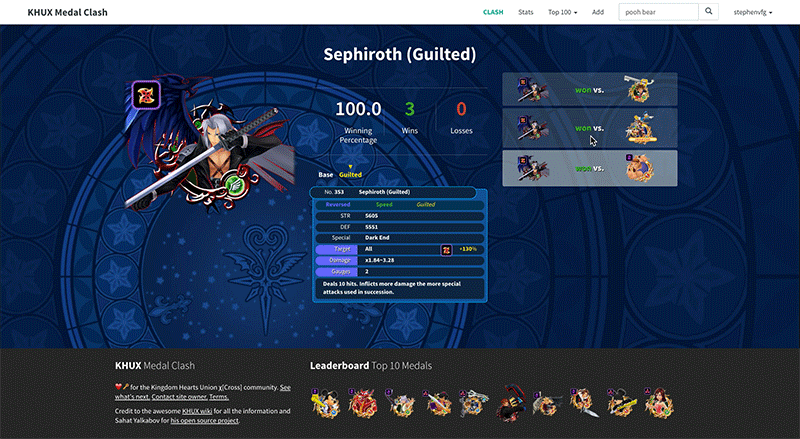 KHUX Medal Clash
CLASH
Stats
Top 100
Add
pooh bear
stephenvfg
Sephiroth (Guilted)
100.0
Winning
Percentage
3
Wins
0
Losses
won vs.
won vs.
won vs.
Base
Guilted
No. 353 Sephiroth (Guilted)
Reversed Speed Guilted
STR 5605
DEF 5551
Special Dark End
Target All +130%
Damage x1.84~3.28
Gauges 2
Deals 10 hits. Inflicts more damage the more special
attacks used in succession.
KHUX Medal Clash
for the Kingdom Hearts Union χ[Cross] community. See
what's next. Contact site owner. Terms.
Credit to the awesome KHUX wiki for all the information and
Sahat Yalkabov for his open source project.
Leaderboard Top 10 Medals